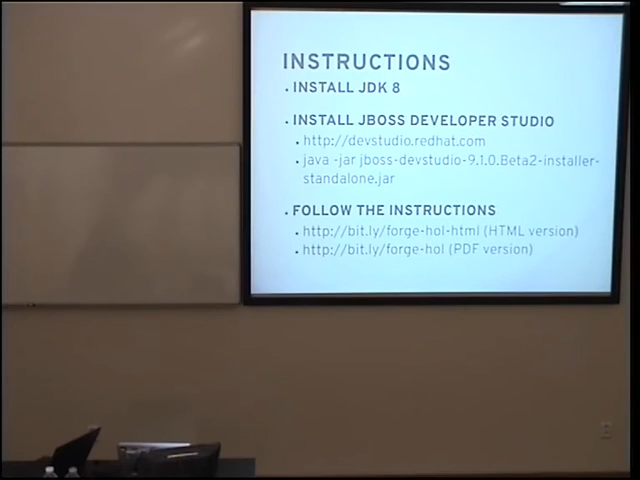 INSTRUCTIONS
• INSTALL JDK 8
• INSTALL JBOSS DEVELOPER STUDIO
• http://devstudio.redhat.com
• java -jar jboss-devstudio-9.1.0.Beta2-installer-
standalone.jar
• FOLLOW THE INSTRUCTIONS
• http://bit.ly/forge-hol-html (HTML version)
• http://bit.ly/forge-hol (PDF version)